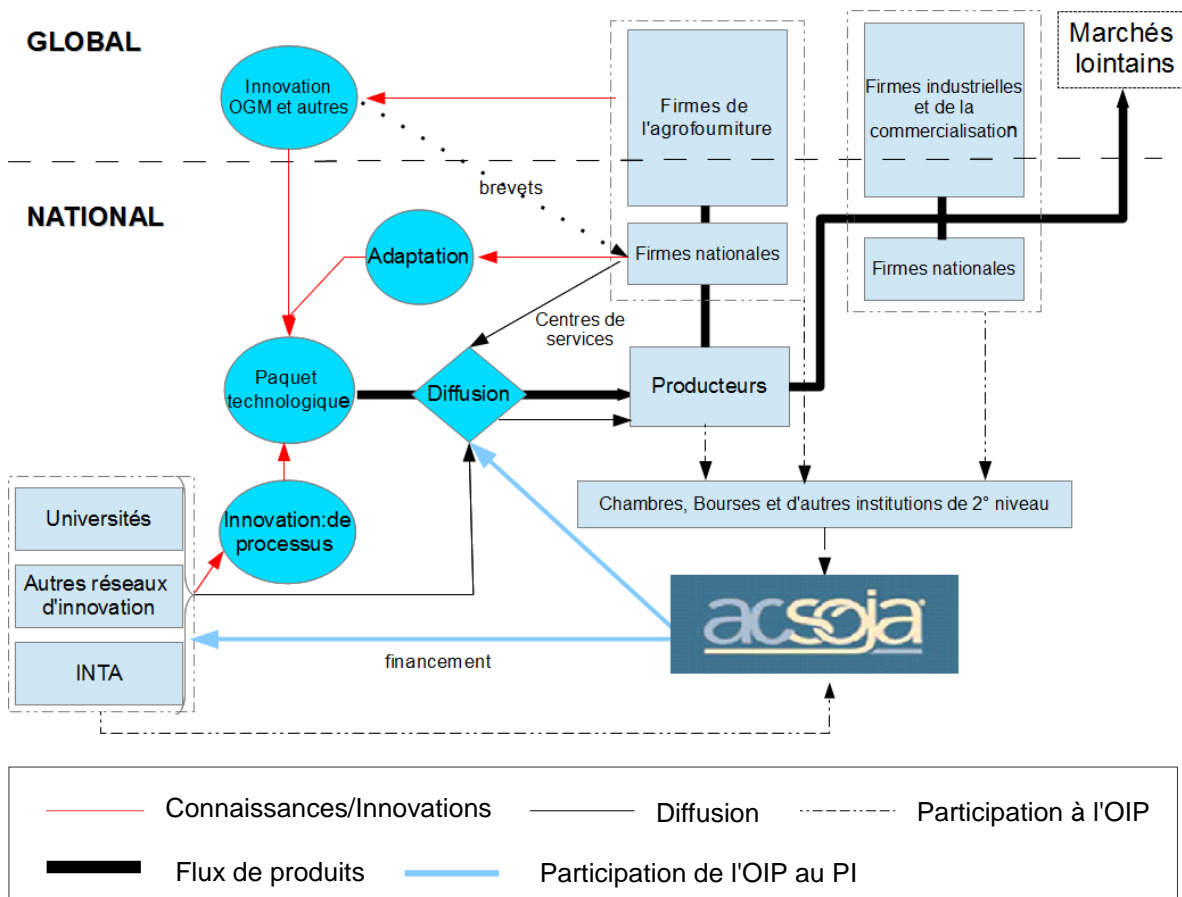 GLOBAL
Innovation
OGM et autres
Firmes de
l'agrofourniture
Firmes industrielles
et de la
commercialisation
Marchés
lointains
brevets
NATIONAL
Adaptation
Firmes nationales
Firmes nationales
Centres de
services
Paquet
technologique
Diffusion
Producteurs
Universités
Autres réseaux
d'innovation
INTA
Innovation:de
processus
Chambres, Bourses et d'autres institutions de 2° niveau
acsoja
financement
Connaissances/Innovations
Diffusion
Participation à l'OIP
Flux de produits
Participation de l'OIP au PI